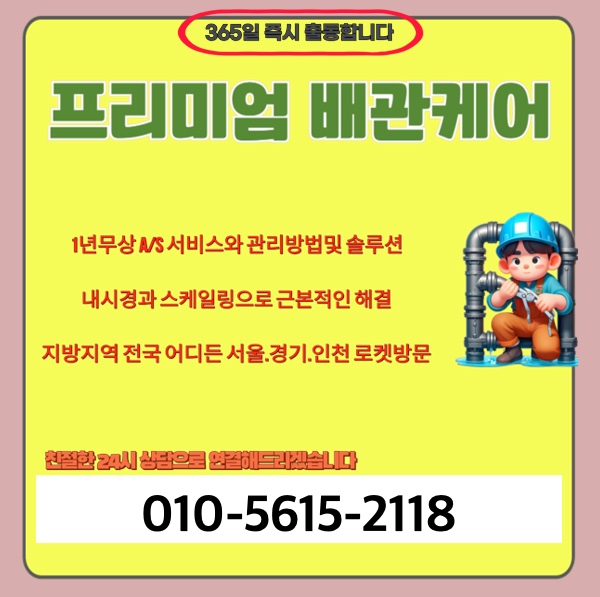 365일 즉시 출동합니다
프리미엄 배관케어
1년무상 A/S 서비스와 관리방법및 솔루션
내시경과 스케일링으로 근본적인 해결
지방지역 전국 어디든 서울.경기.인천 로켓방문
친절한 24시 상담으로 연결해드리겠습니다
010-5615-2118